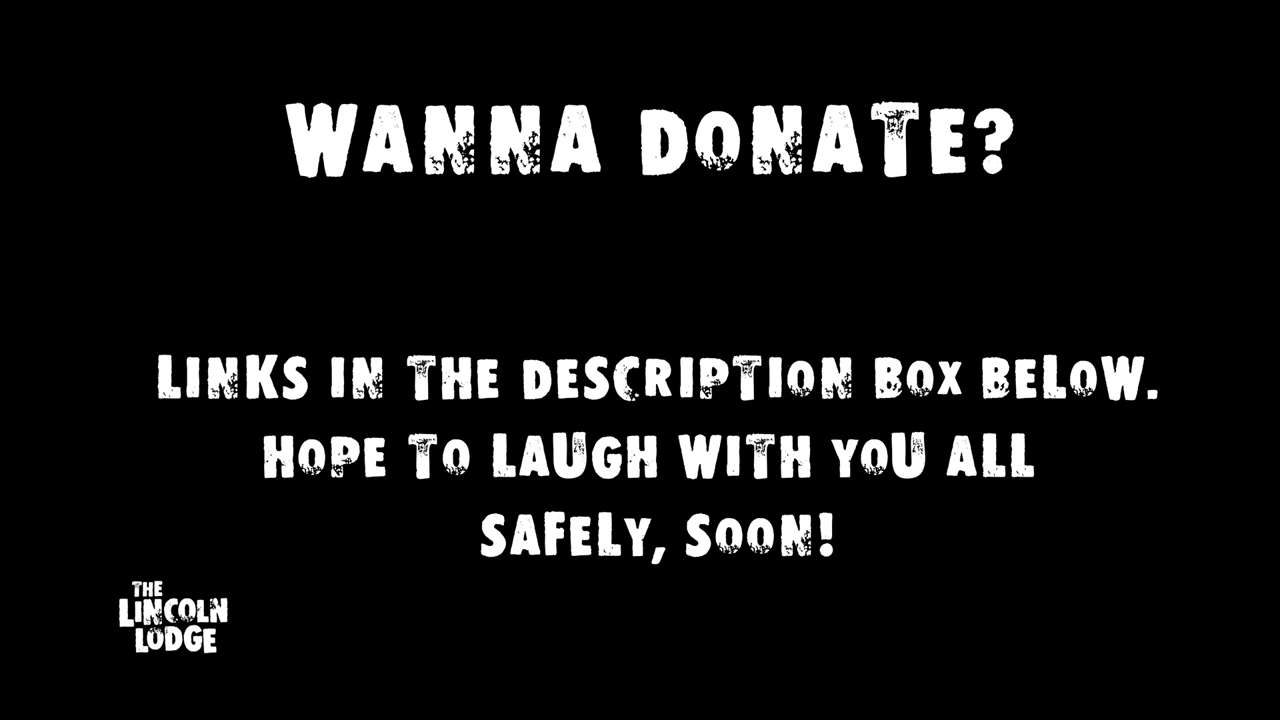 WANNA DONATE?
LINKS IN THE DESCRIPTION BOX BELOW.
HOPE TO LAUGH WITH YOU ALL
SAFELY, SOON!
THE
LINCOLN
LODGE